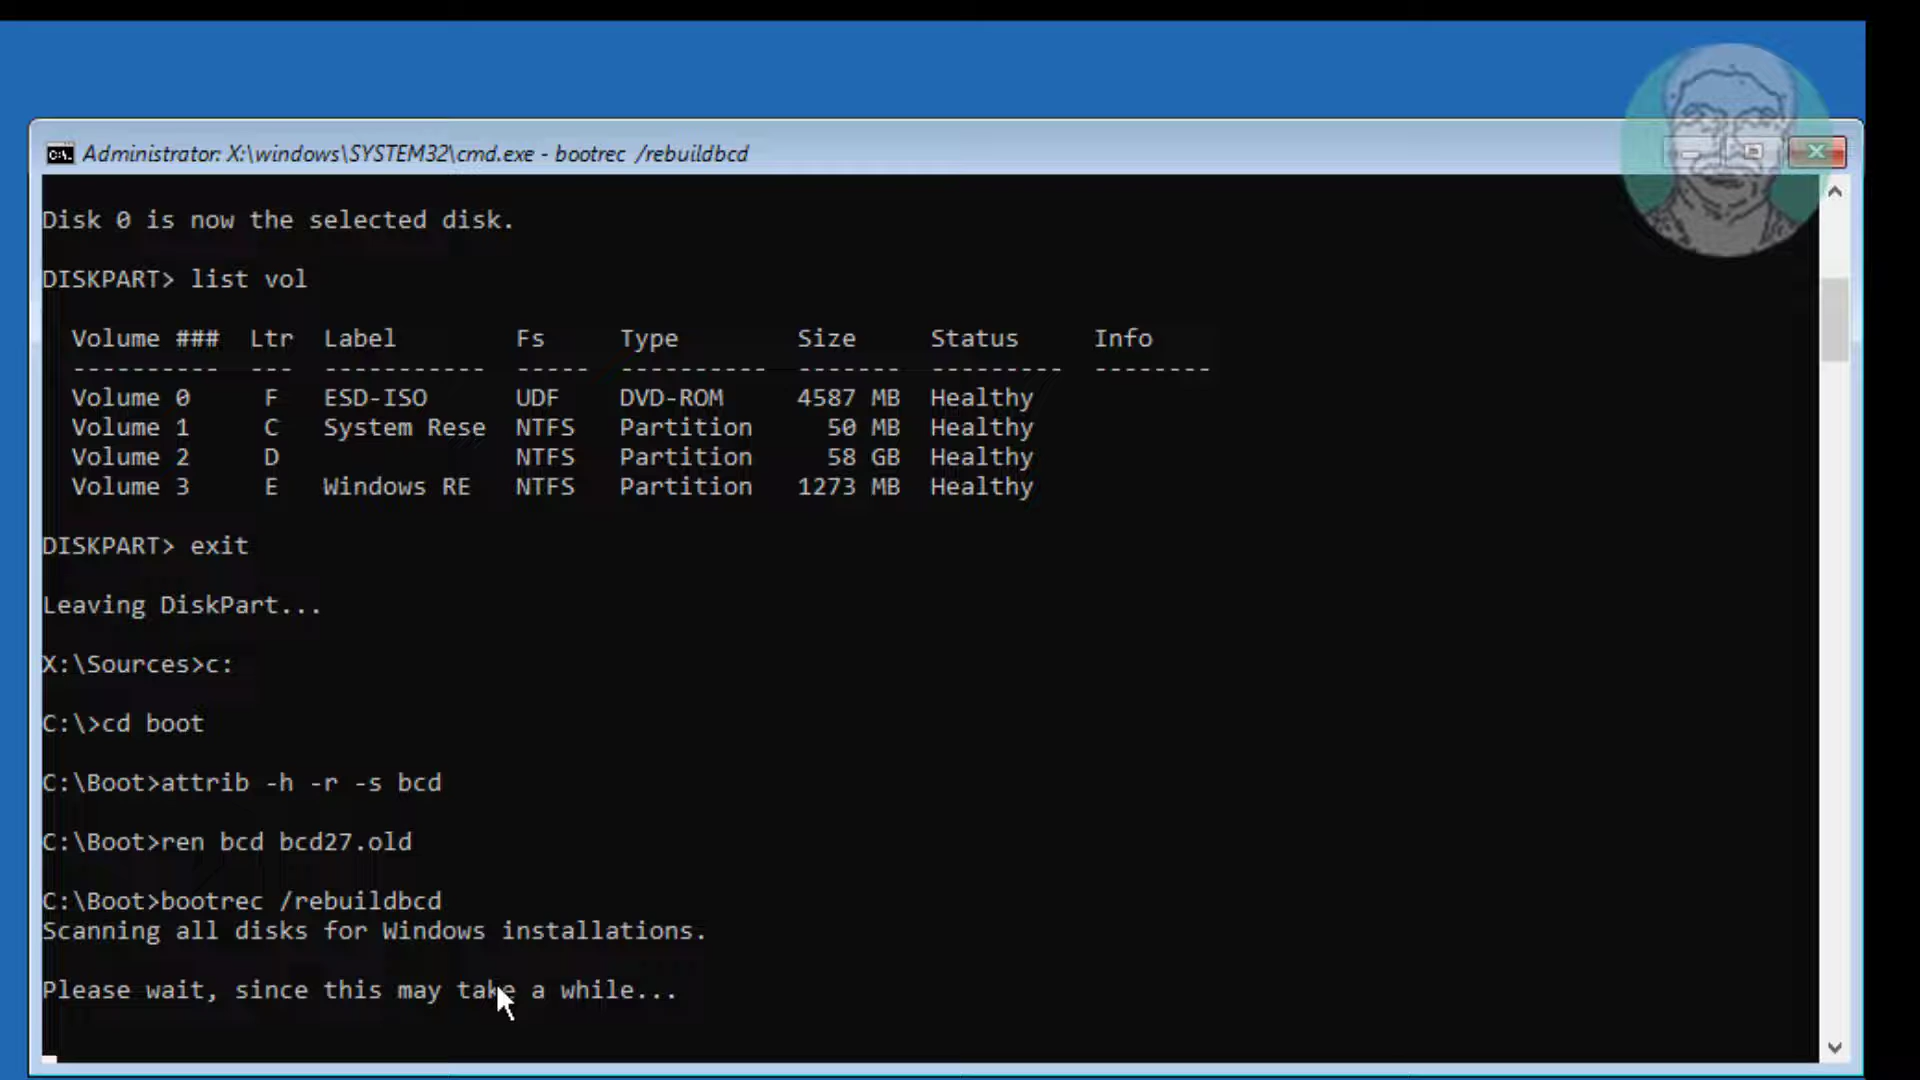 Administrator: X:\windows\SYSTEM32\cmd.exe - bootrec /rebuildbcd
Disk 0 is now the selected disk.
DISKPART> list vol
Volume ### Ltr Label Fs Type Size Status Info
---------- --- ----------- ----- ---------- ------- --------- --------
Volume 0 F ESD-ISO UDF DVD-ROM 4587 MB Healthy
Volume 1 C System Rese NTFS Partition 50 MB Healthy
Volume 2 D NTFS Partition 58 GB Healthy
Volume 3 E Windows RE NTFS Partition 1273 MB Healthy
DISKPART> exit
Leaving DiskPart...
X:\Sources>c:
C:\>cd boot
C:\Boot>attrib -h -r -s bcd
C:\Boot>ren bcd bcd27.old
C:\Boot>bootrec /rebuildbcd
Scanning all disks for Windows installations.
Please wait, since this may take a while...